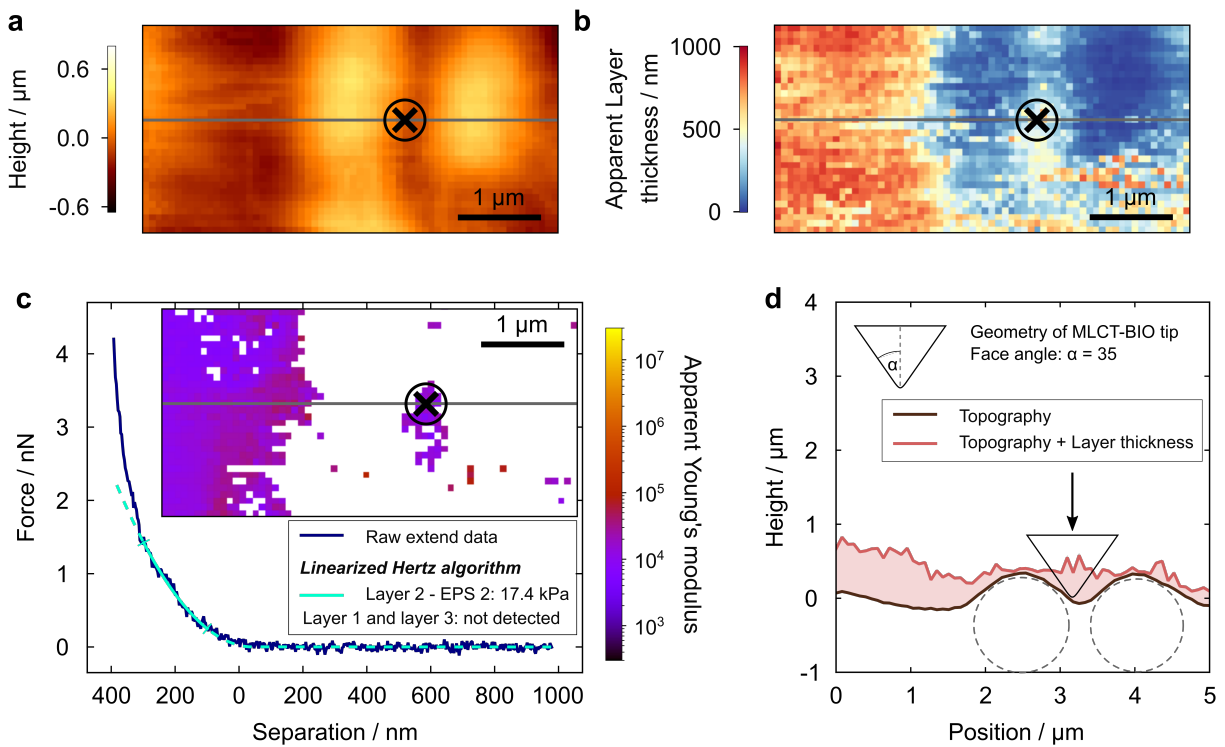 a
Height / µm
0.6
0.0
-0.6
1 µm
b
Apparent Layer
thickness / nm
1000
500
0
1 µm
c
Force / nN
4
3
2
1
0
400
200
0
200
400
600
800
1000
Separation / nm
1 µm
Raw extend data
Linearized Hertz algorithm
Layer 2 - EPS 2: 17.4 kPa
Layer 1 and layer 3: not detected
10⁷
10⁶
10⁵
10⁴
10³
Apparent Young's modulus
d
Height / µm
4
3
2
1
0
-1
0
1
2
3
4
5
Position / µm
α
Geometry of MLCT-BIO tip
Face angle: α = 35
Topography
Topography + Layer thickness